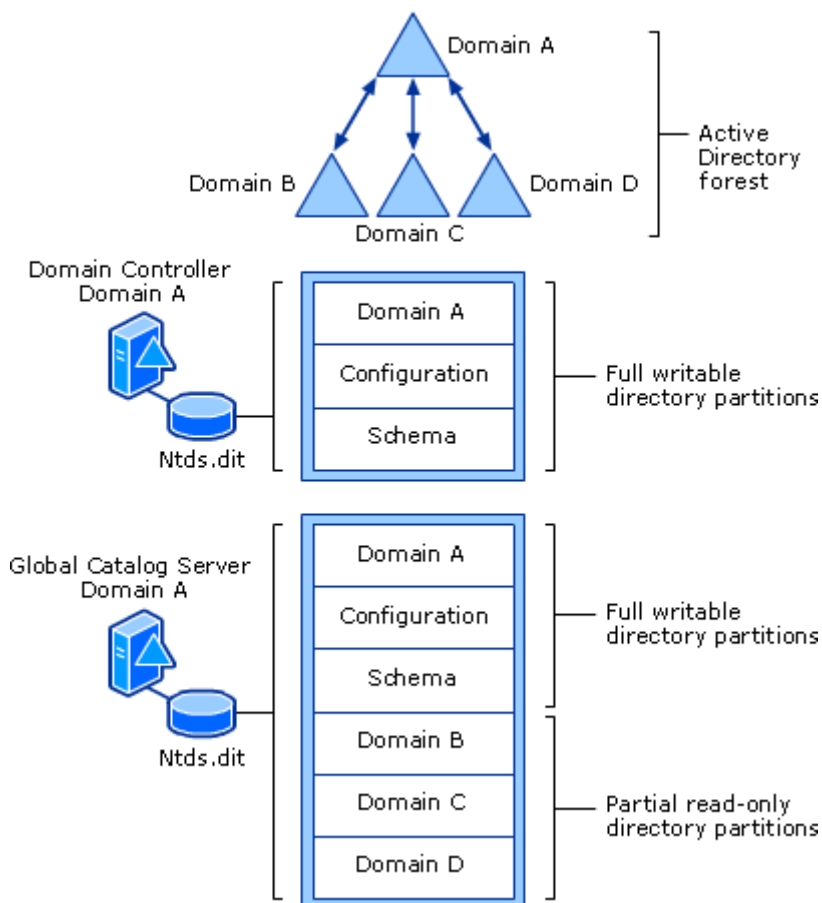 Domain A
Domain B
Domain D
Domain C
Active
Directory
forest
Domain Controller
Domain A
Ntds.dit
Domain A
Configuration
Schema
Full writable
directory partitions
Global Catalog Server
Domain A
Ntds.dit
Domain A
Configuration
Schema
Domain B
Domain C
Domain D
Full writable
directory partitions
Partial read-only
directory partitions